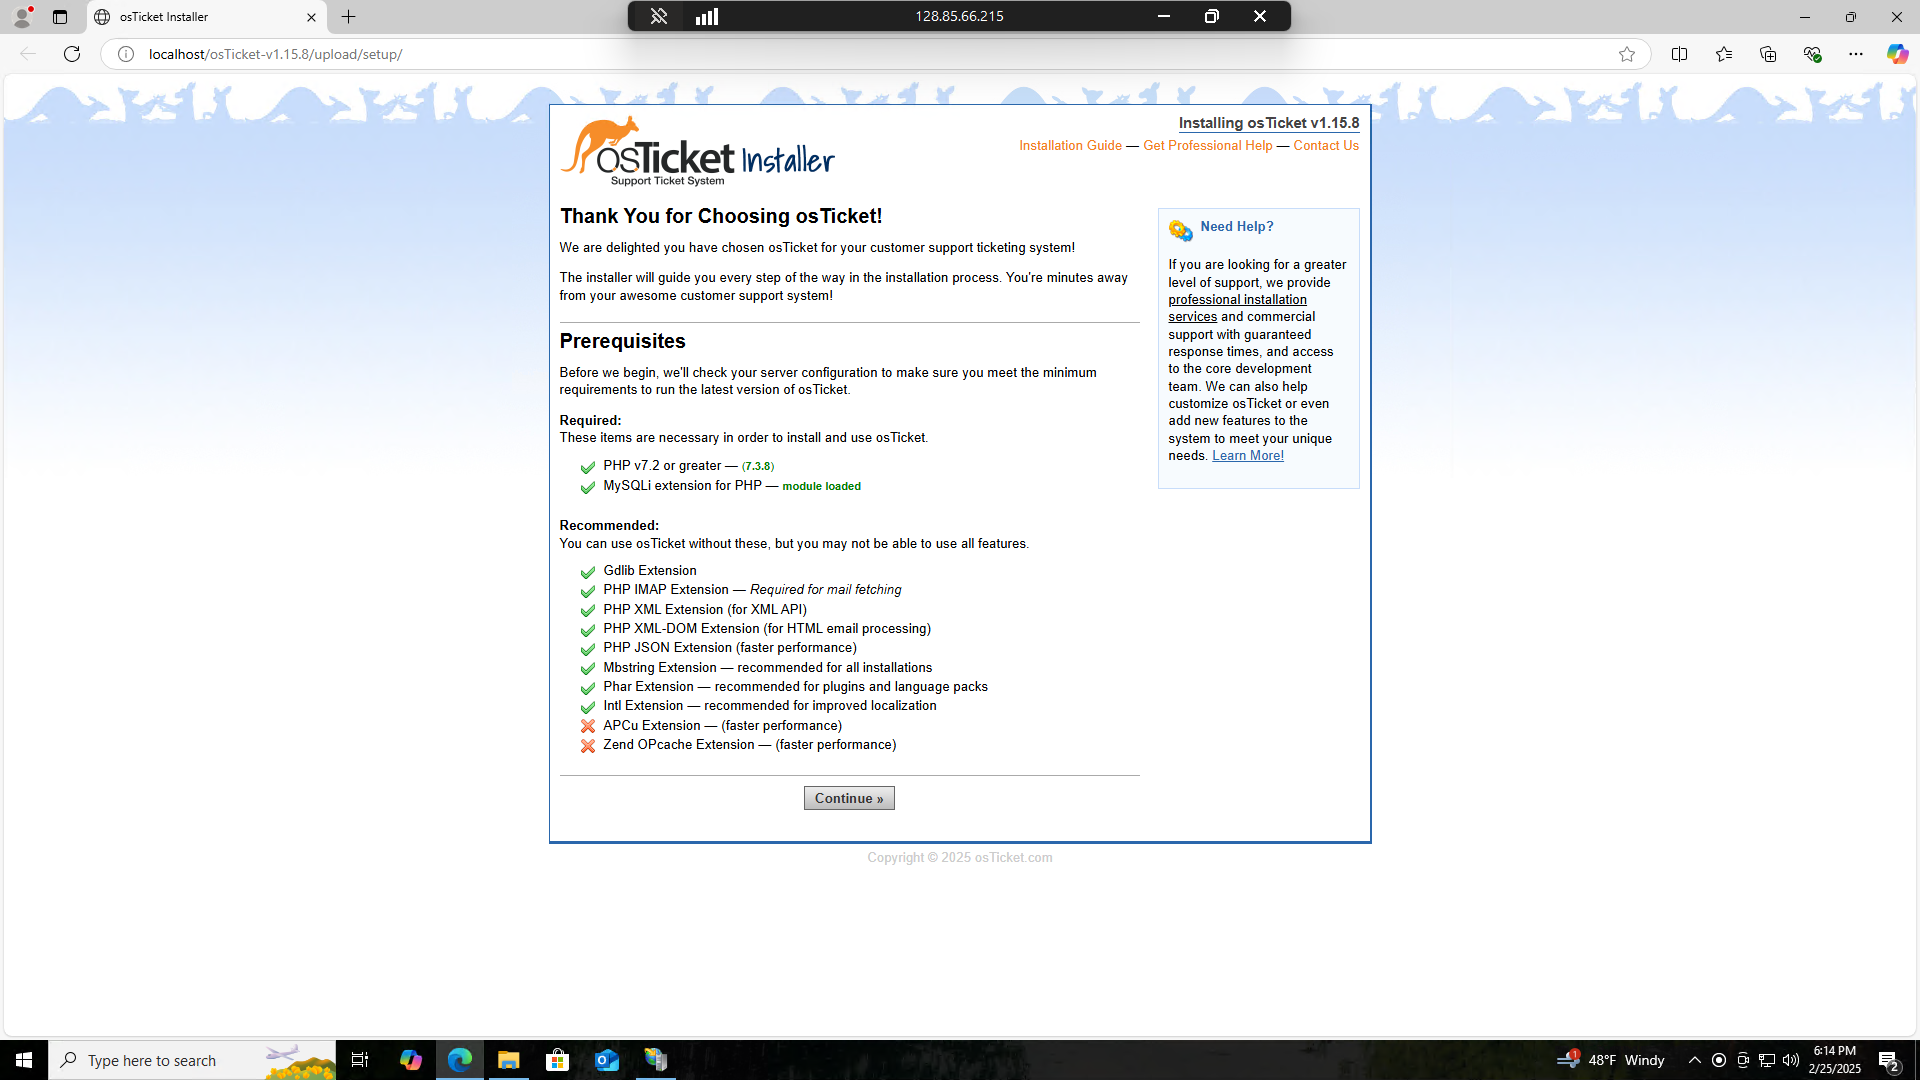 osTicket Installer
128.85.66.215
localhost/osTicket-v1.15.8/upload/setup/
osTicket Installer
Support Ticket System
Installing osTicket v1.15.8
Installation Guide — Get Professional Help — Contact Us
Thank You for Choosing osTicket!
We are delighted you have chosen osTicket for your customer support ticketing system!
The installer will guide you every step of the way in the installation process. You're minutes away
from your awesome customer support system!
Prerequisites
Before we begin, we'll check your server configuration to make sure you meet the minimum
requirements to run the latest version of osTicket.
Required:
These items are necessary in order to install and use osTicket.
PHP v7.2 or greater — (7.3.8)
MySQLi extension for PHP — module loaded
Recommended:
You can use osTicket without these, but you may not be able to use all features.
Gdlib Extension
PHP IMAP Extension — Required for mail fetching
PHP XML Extension (for XML API)
PHP XML-DOM Extension (for HTML email processing)
PHP JSON Extension (faster performance)
Mbstring Extension — recommended for all installations
Phar Extension — recommended for plugins and language packs
Intl Extension — recommended for improved localization
APCu Extension — (faster performance)
Zend OPcache Extension — (faster performance)
Continue »
Need Help?
If you are looking for a greater
level of support, we provide
professional installation
services and commercial
support with guaranteed
response times, and access
to the core development
team. We can also help
customize osTicket or even
add new features to the
system to meet your unique
needs. Learn More!
Copyright © 2025 osTicket.com
Type here to search
1
48°F Windy
6:14 PM
2/25/2025
2